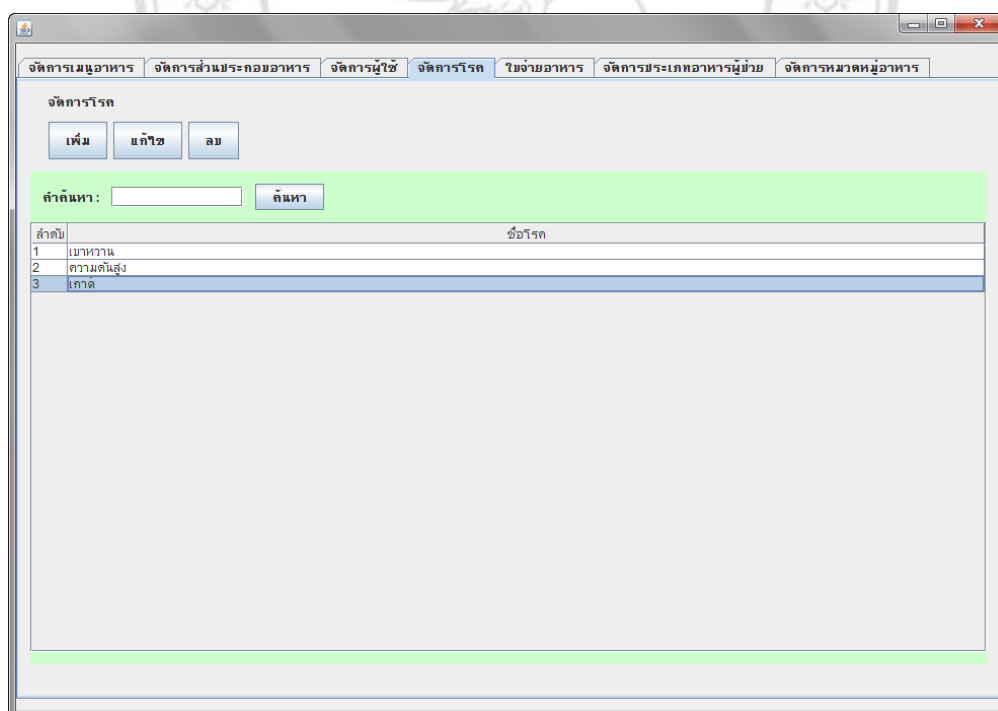 จัดการเมนูอาหาร จัดการส่วนประกอบอาหาร จัดการผู้ใช้ จัดการโรค ใบจ่ายอาหาร จัดการประเภทอาหารผู้ป่วย จัดการหมวดหมู่อาหาร
จัดการโรค
เพิ่ม แก้ไข ลบ
คำค้นหา : ค้นหา
ลำดับ ชื่อโรค
1 เบาหวาน
2 ความดันสูง
3 เกาต์